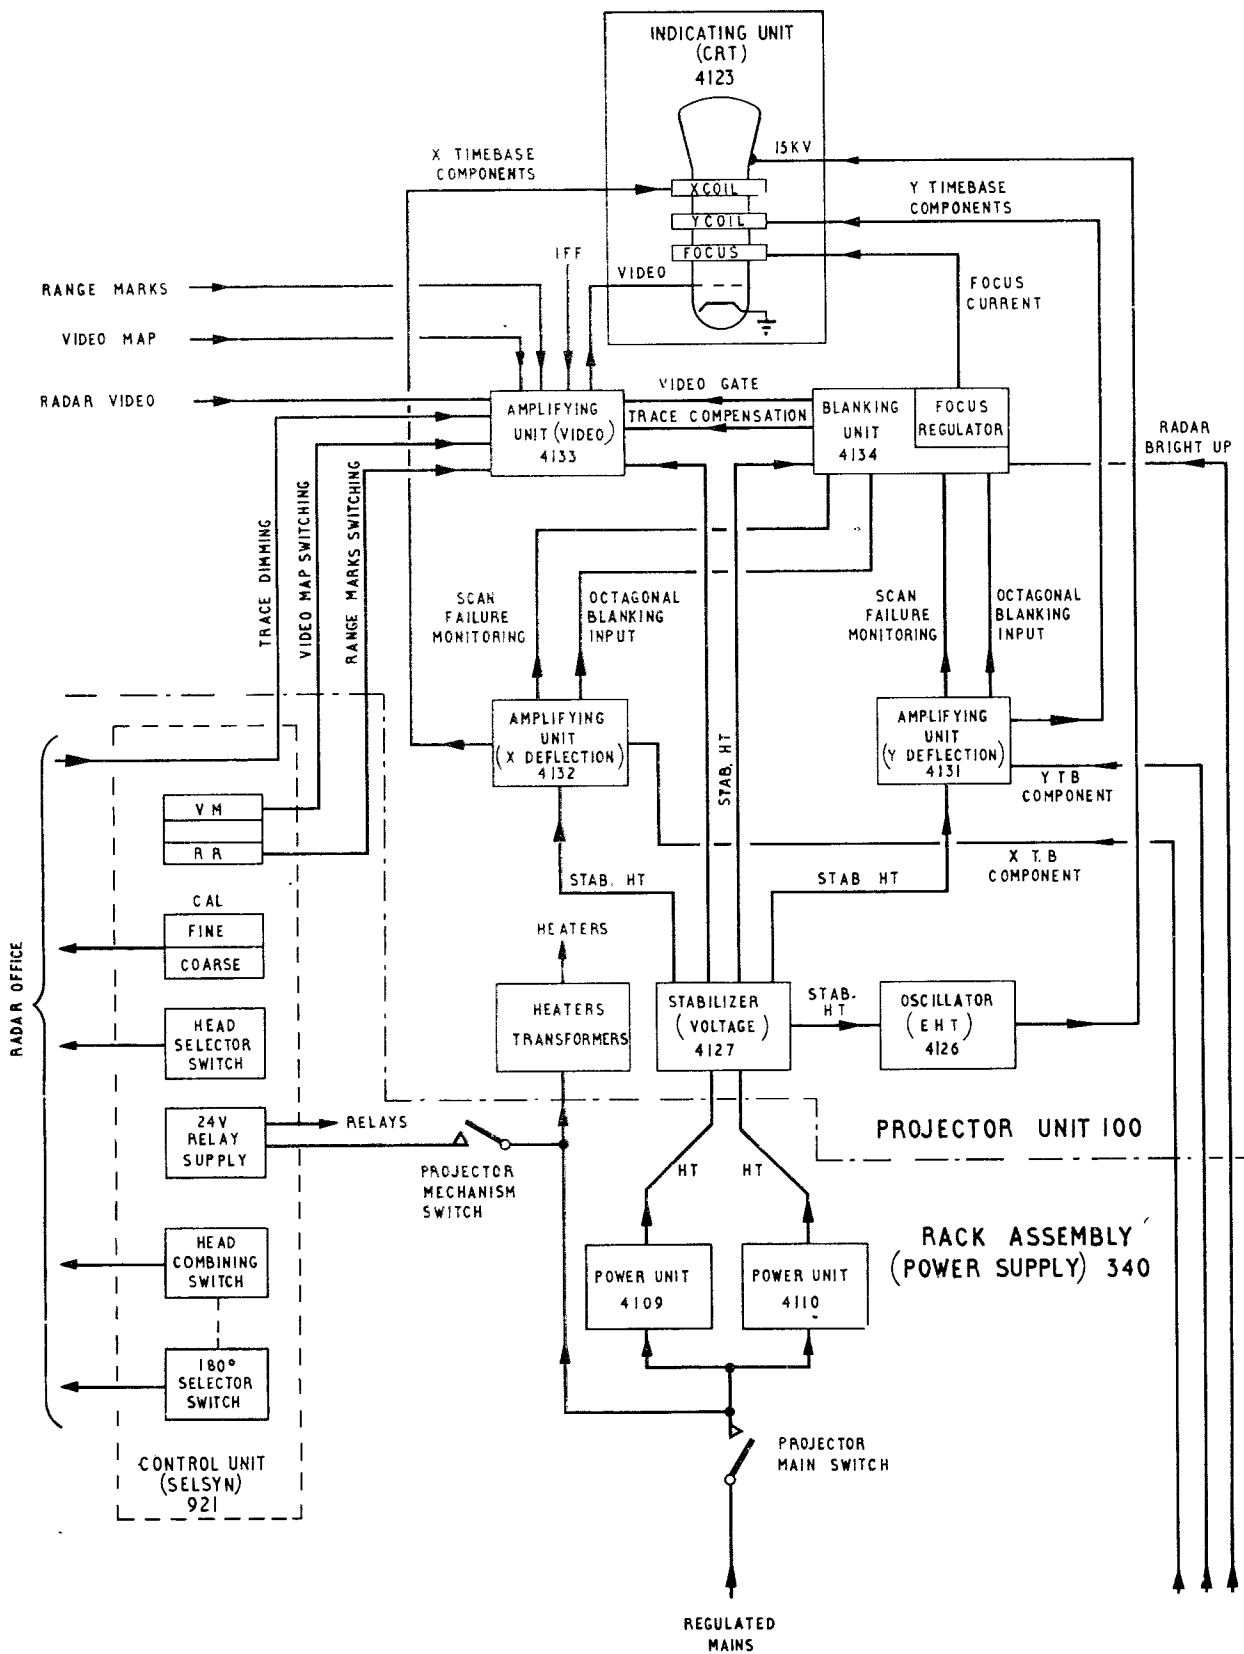 INDICATING UNIT
(CRT)
4123
15KV
X TIMEBASE
COMPONENTS
X COIL
Y COIL
FOCUS
Y TIMEBASE
COMPONENTS
IFF
VIDEO
FOCUS
CURRENT
RANGE MARKS
VIDEO MAP
RADAR VIDEO
AMPLIFYING
UNIT (VIDEO)
4133
VIDEO GATE
TRACE COMPENSATION
BLANKING
UNIT
4134
FOCUS
REGULATOR
RADAR
BRIGHT UP
TRACE DIMMING
VIDEO MAP SWITCHING
RANGE MARKS SWITCHING
SCAN
FAILURE
MONITORING
OCTAGONAL
BLANKING
INPUT
SCAN
FAILURE
MONITORING
OCTAGONAL
BLANKING
INPUT
AMPLIFYING
UNIT
(X DEFLECTION)
4132
STAB. HT
AMPLIFYING
UNIT
(Y DEFLECTION)
4131
Y T B
COMPONENT
X T.B
COMPONENT
STAB. HT
STAB HT
RADAR OFFICE
V M
R R
CAL
FINE
COARSE
HEAD
SELECTOR
SWITCH
24V
RELAY
SUPPLY
RELAYS
HEAD
COMBINING
SWITCH
180°
SELECTOR
SWITCH
CONTROL UNIT
(SELSYN)
921
HEATERS
HEATERS
TRANSFORMERS
STABILIZER
(VOLTAGE)
4127
STAB.
HT
OSCILLATOR
(EHT)
4126
PROJECTOR
MECHANISM
SWITCH
HT
HT
PROJECTOR UNIT 100
RACK ASSEMBLY
(POWER SUPPLY) 340
POWER UNIT
4109
POWER UNIT
4110
PROJECTOR
MAIN SWITCH
REGULATED
MAINS